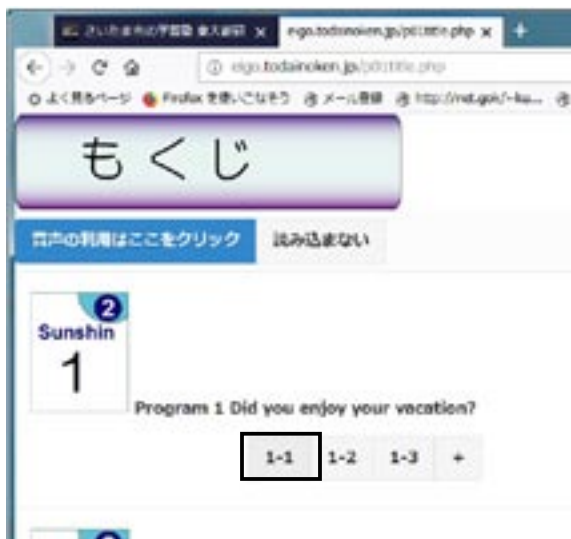 さいたま市の学習塾 東大脳研 × eigo.todainoken.jp/p01title.php × +
eigo.todainoken.jp/p01title.php
よく見るページ Firefox を使いこなそう メール登録
もくじ
音声の利用はここをクリック 読み込まない
2
Sunshin
1
Program 1 Did you enjoy your vacation?
1-1 1-2 1-3 +